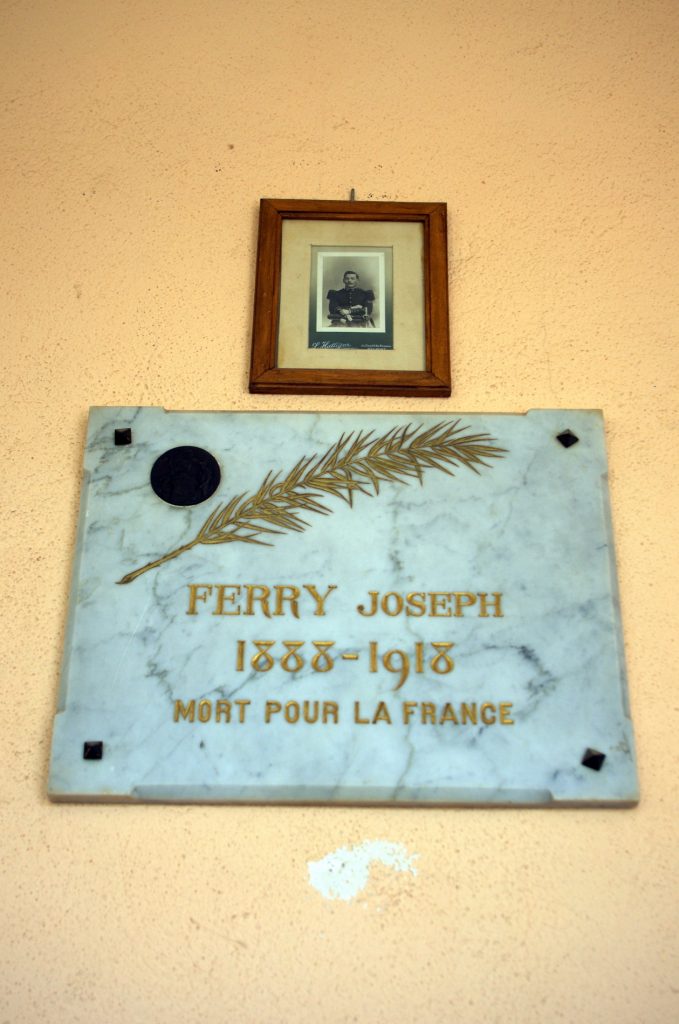 FERRY JOSEPH
1888-1918
MORT POUR LA FRANCE